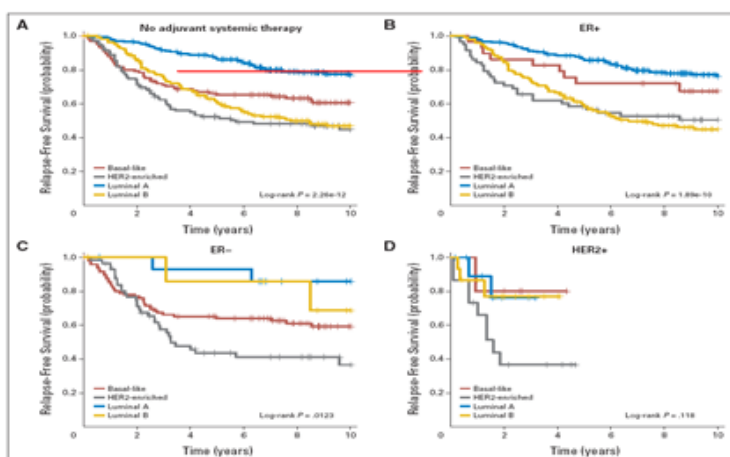 A
No adjuvant systemic therapy
Relapse-Free Survival (probability)
1.0
0.8
0.6
0.4
0.2
0
2
4
6
8
10
Basal-like
HER2-enriched
Luminal A
Luminal B
Log-rank P = 2.26e-12
Time (years)
B
ER+
Relapse-Free Survival (probability)
1.0
0.8
0.6
0.4
0.2
0
2
4
6
8
10
Basal-like
HER2-enriched
Luminal A
Luminal B
Log-rank P = 1.89e-10
Time (years)
C
ER–
Relapse-Free Survival (probability)
1.0
0.8
0.6
0.4
0.2
0
2
4
6
8
10
Basal-like
HER2-enriched
Luminal A
Luminal B
Log-rank P = .0123
Time (years)
D
HER2+
Relapse-Free Survival (probability)
1.0
0.8
0.6
0.4
0.2
0
2
4
6
8
10
Basal-like
HER2-enriched
Luminal A
Luminal B
Log-rank P = .118
Time (years)